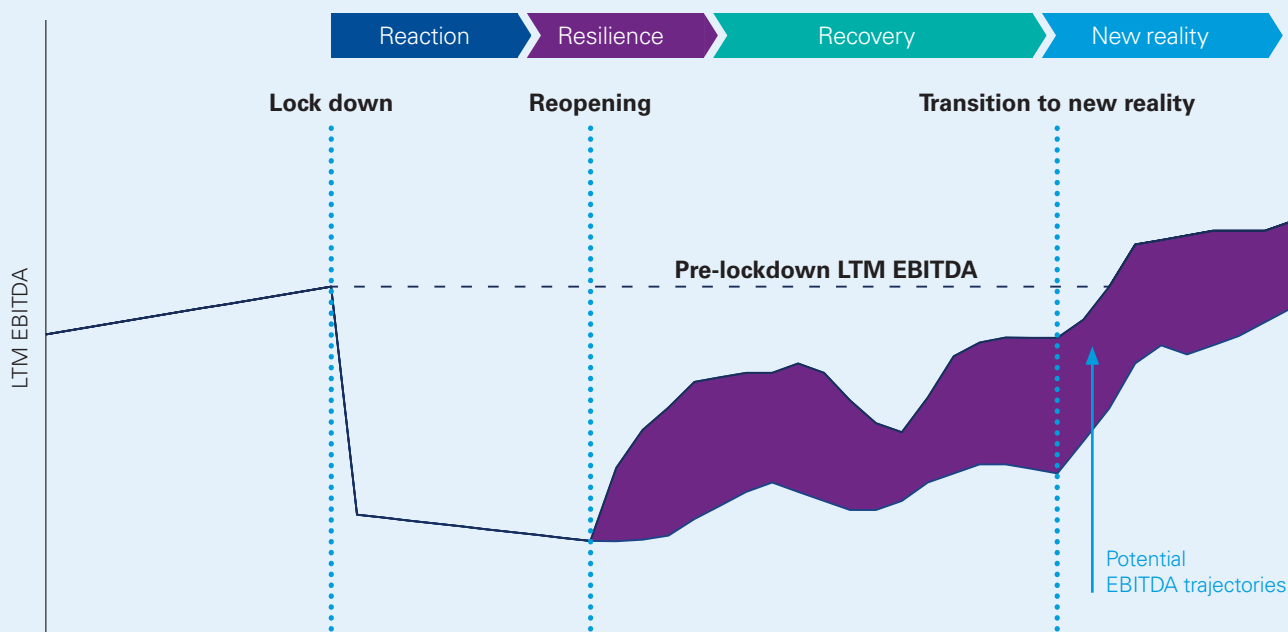 Reaction
Resilience
Recovery
New reality
Lock down
Reopening
Transition to new reality
Pre-lockdown LTM EBITDA
LTM EBITDA
Potential
EBITDA trajectories